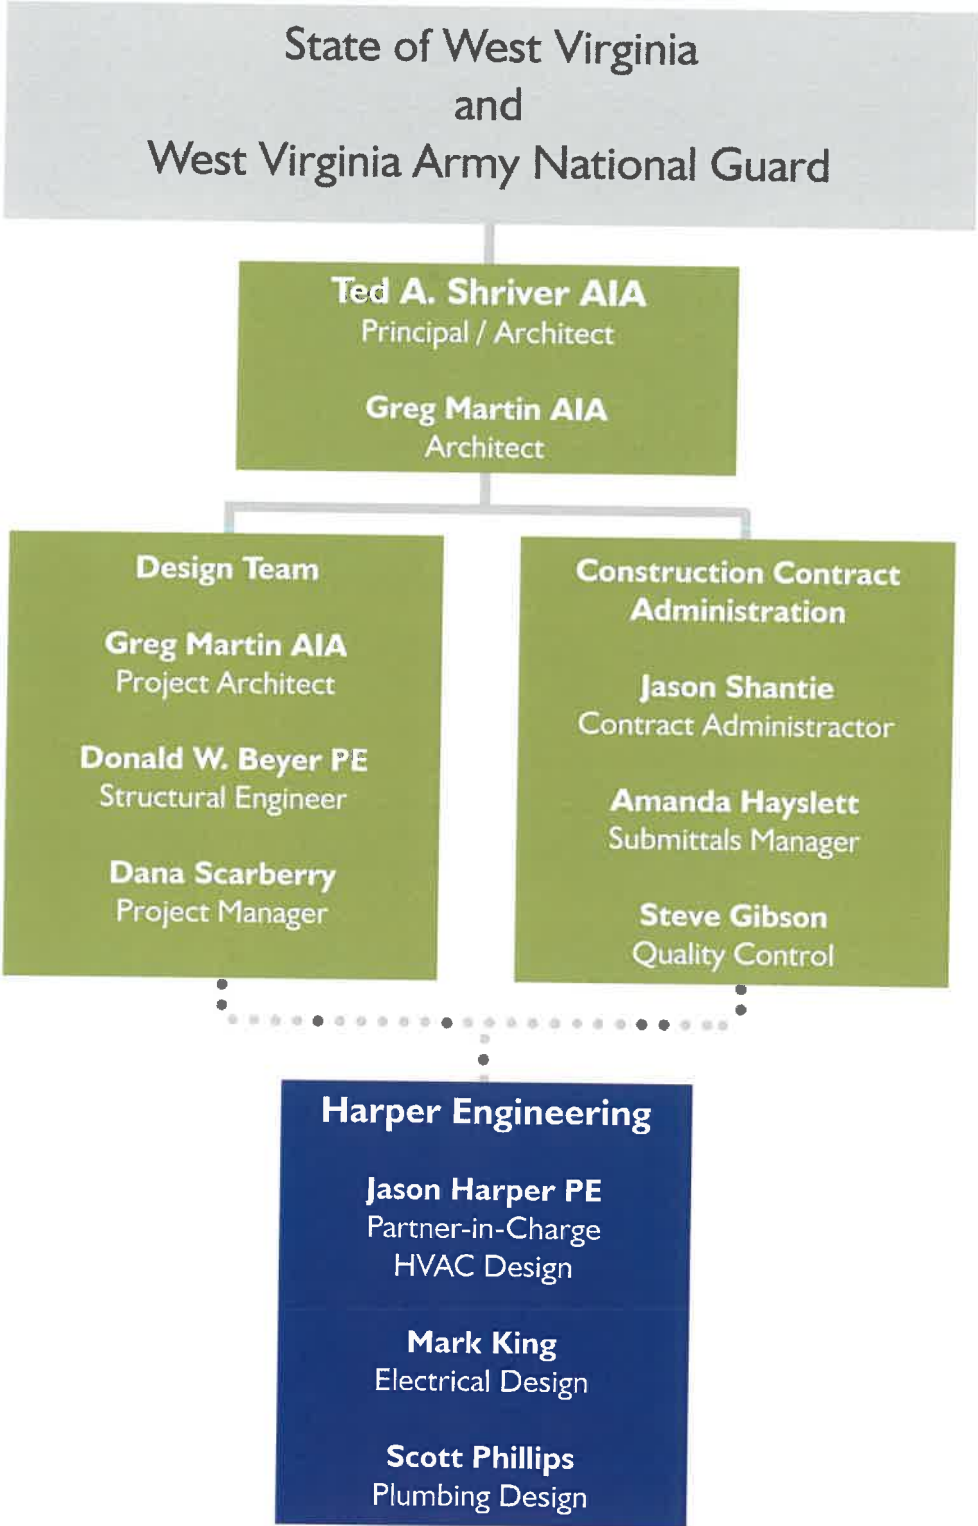 State of West Virginia
and
West Virginia Army National Guard
Ted A. Shriver AIA
Principal / Architect
Greg Martin AIA
Architect
Design Team
Greg Martin AIA
Project Architect
Donald W. Beyer PE
Structural Engineer
Dana Scarberry
Project Manager
Construction Contract
Administration
Jason Shantie
Contract Administractor
Amanda Hayslett
Submittals Manager
Steve Gibson
Quality Control
Harper Engineering
Jason Harper PE
Partner-in-Charge
HVAC Design
Mark King
Electrical Design
Scott Phillips
Plumbing Design